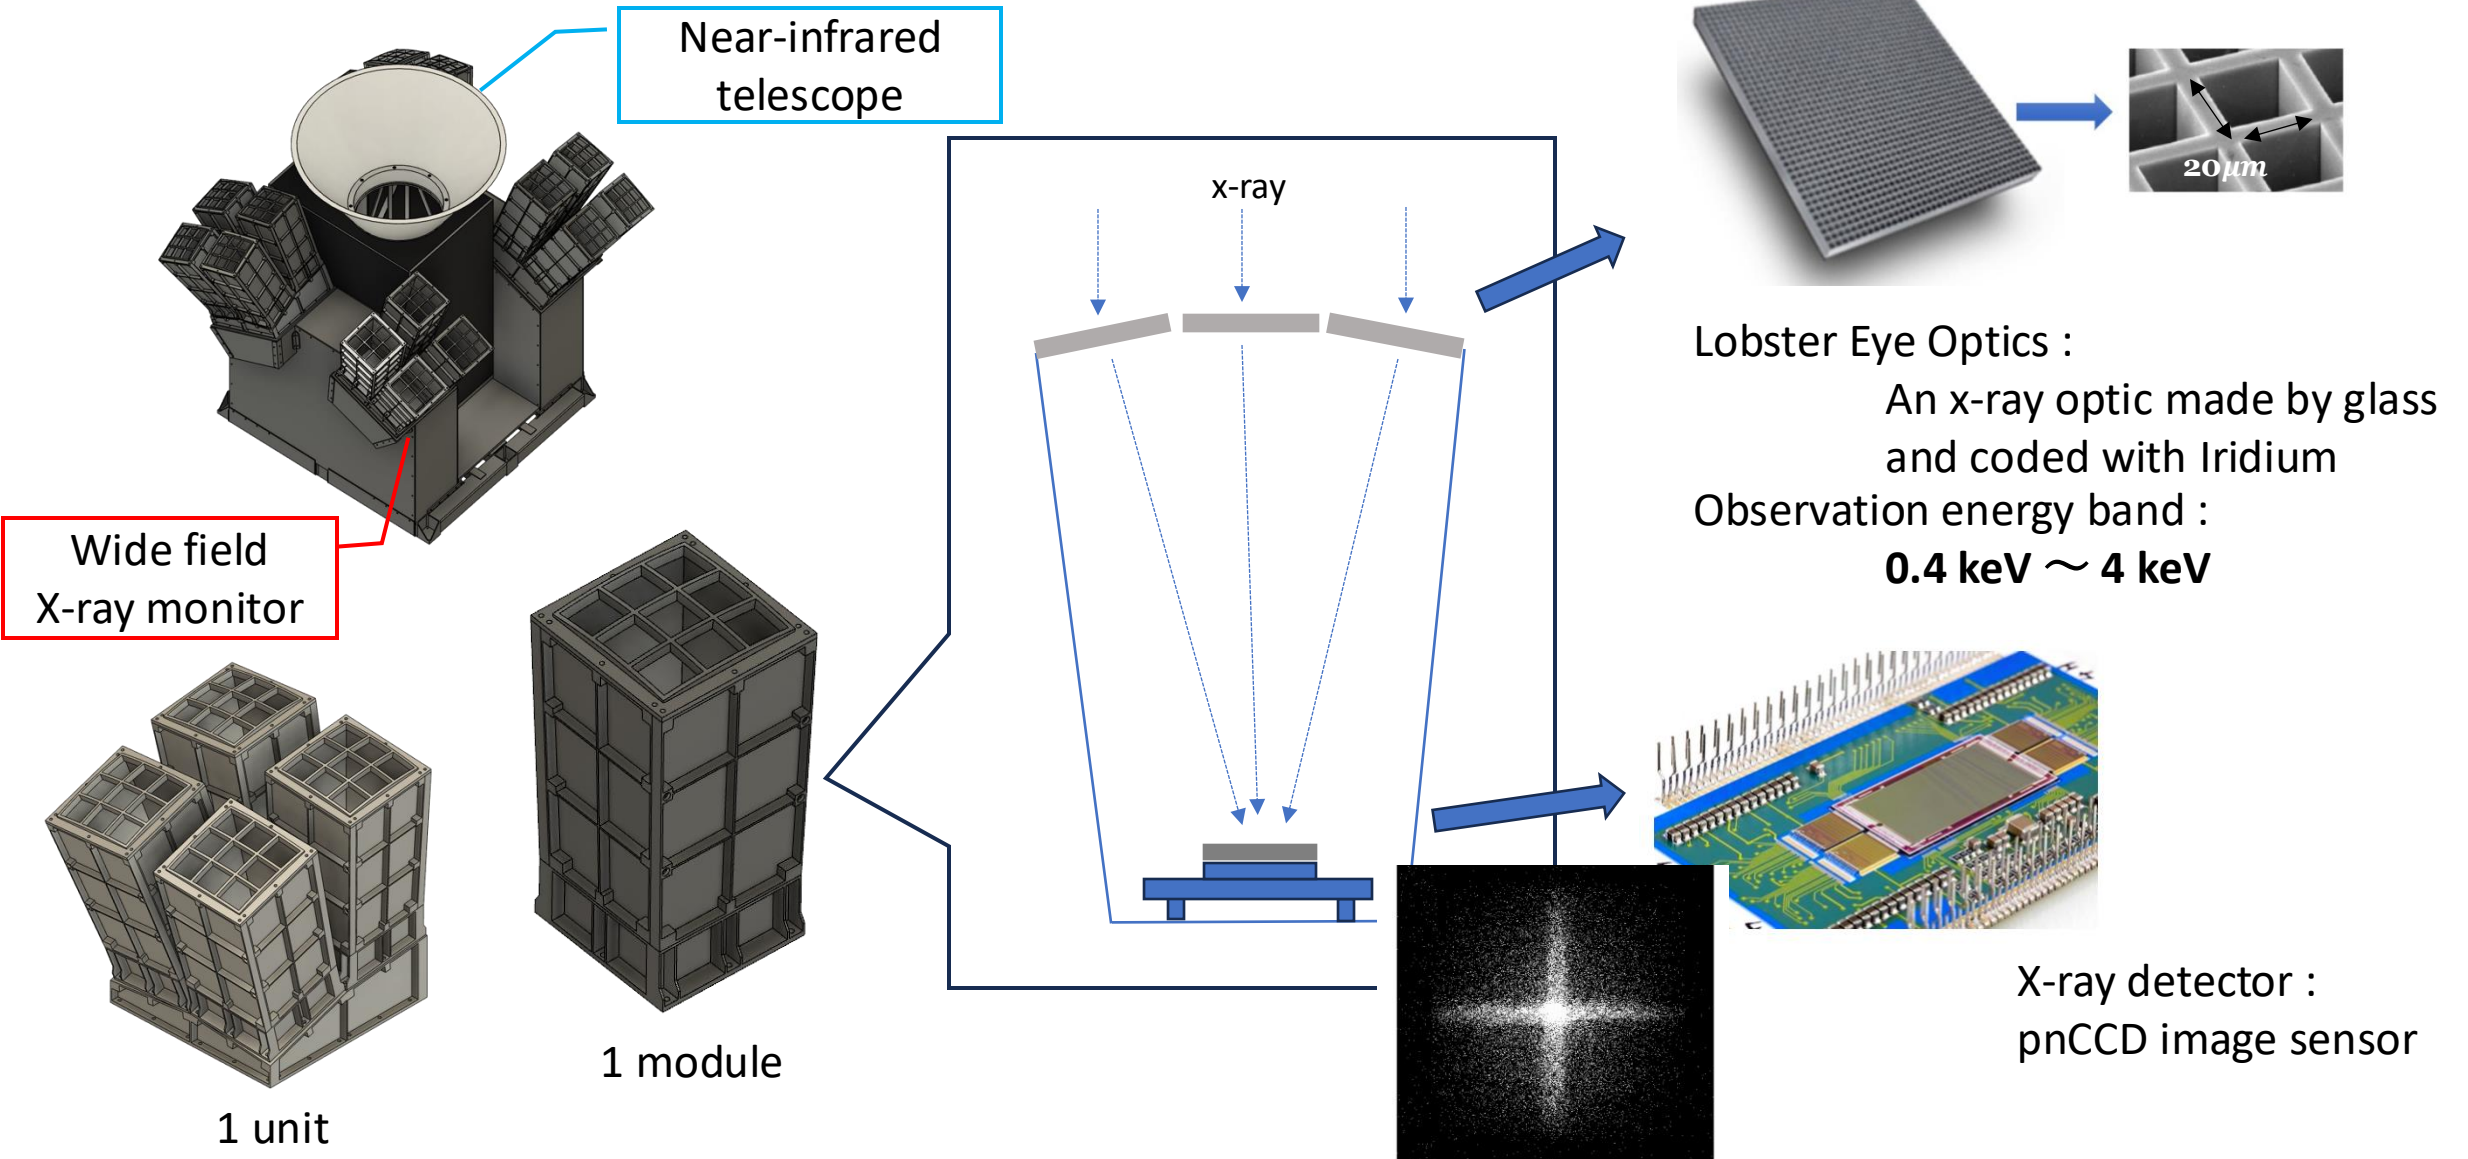 Near-infrared
telescope
Wide field
X-ray monitor
1 unit
1 module
x-ray
20μm
Lobster Eye Optics :
An x-ray optic made by glass
and coded with Iridium
Observation energy band :
0.4 keV ～ 4 keV
X-ray detector :
pnCCD image sensor